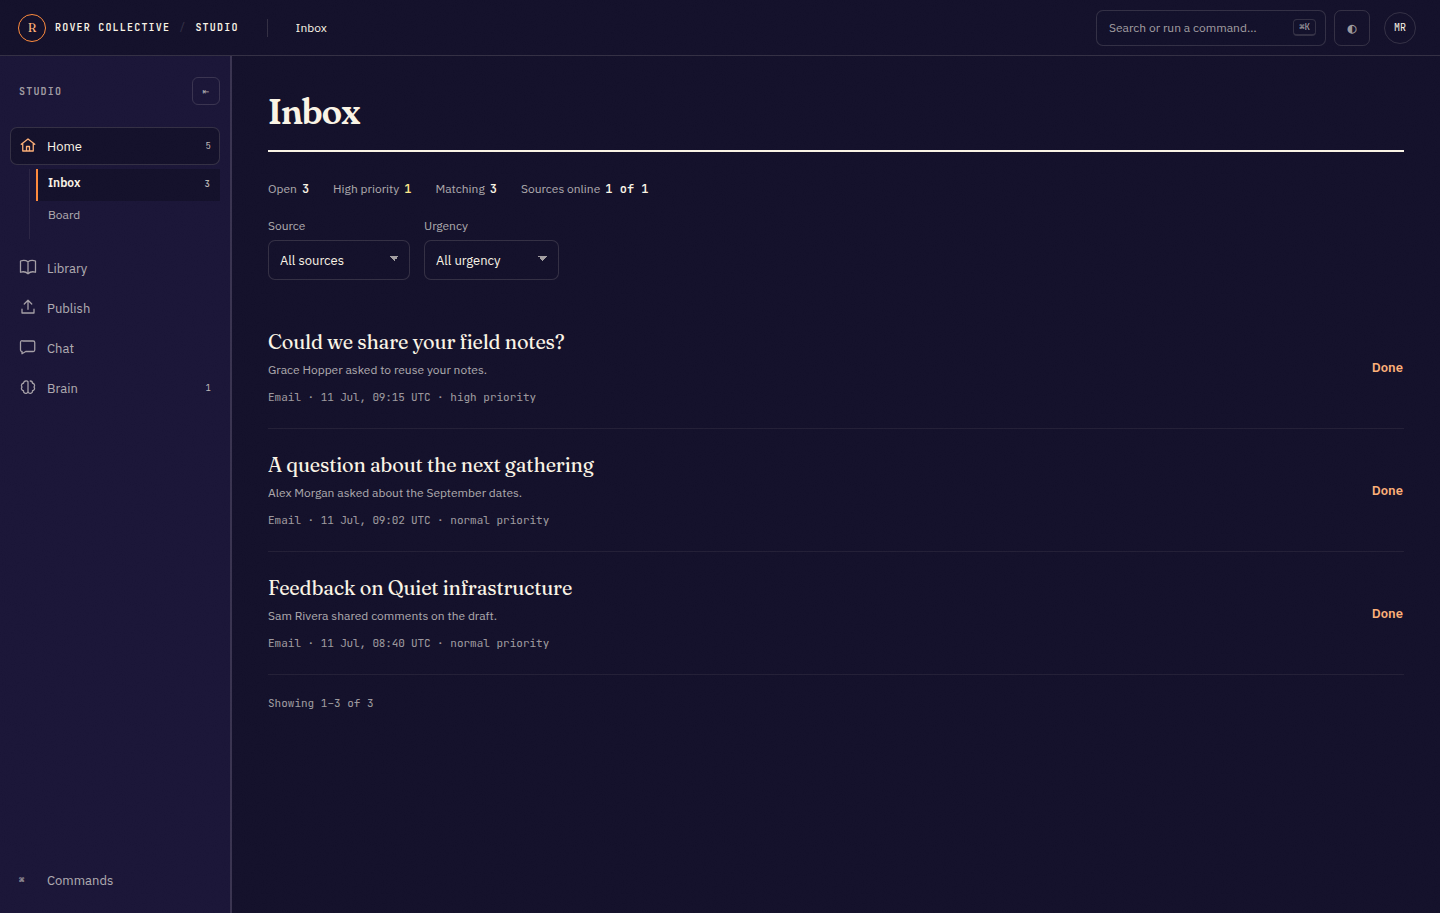 R ROVER COLLECTIVE / STUDIO Inbox Search or run a command... ⌘K MR
STUDIO
Home 5
Inbox 3
Board
Library
Publish
Chat
Brain 1
⌘ Commands
Inbox
Open 3 High priority 1 Matching 3 Sources online 1 of 1
Source Urgency
All sources All urgency
Could we share your field notes?
Grace Hopper asked to reuse your notes.
Done
Email · 11 Jul, 09:15 UTC · high priority
A question about the next gathering
Alex Morgan asked about the September dates.
Done
Email · 11 Jul, 09:02 UTC · normal priority
Feedback on Quiet infrastructure
Sam Rivera shared comments on the draft.
Done
Email · 11 Jul, 08:40 UTC · normal priority
Showing 1–3 of 3